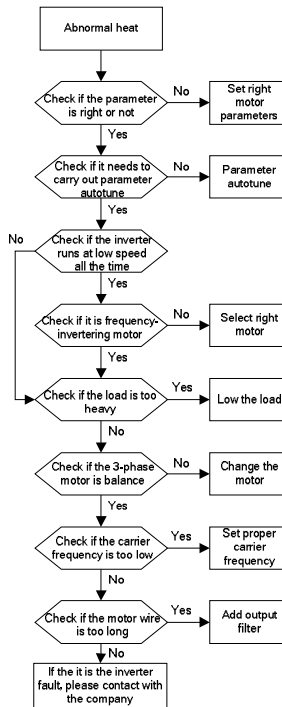 Abnormal heat
Check if the parameter
is right or not
No
Set right
motor
parameters
Yes
Check if it needs to
carry out parameter
autotune
No
Parameter
autotune
Yes
No
Check if the inverter
runs at low speed
all the time
Yes
Check if it is frequency-
invertering motor
No
Select right
motor
Yes
Check if the load is too
heavy
Yes
Low the load
No
Check if the 3-phase
motor is balance
No
Change the
motor
Yes
Check if the carrier
frequency is too low
Yes
Set proper
carrier
frequency
No
Check if the motor wire
is too long
Yes
Add output
filter
No
If the it is the inverter
fault, please contact with
the company